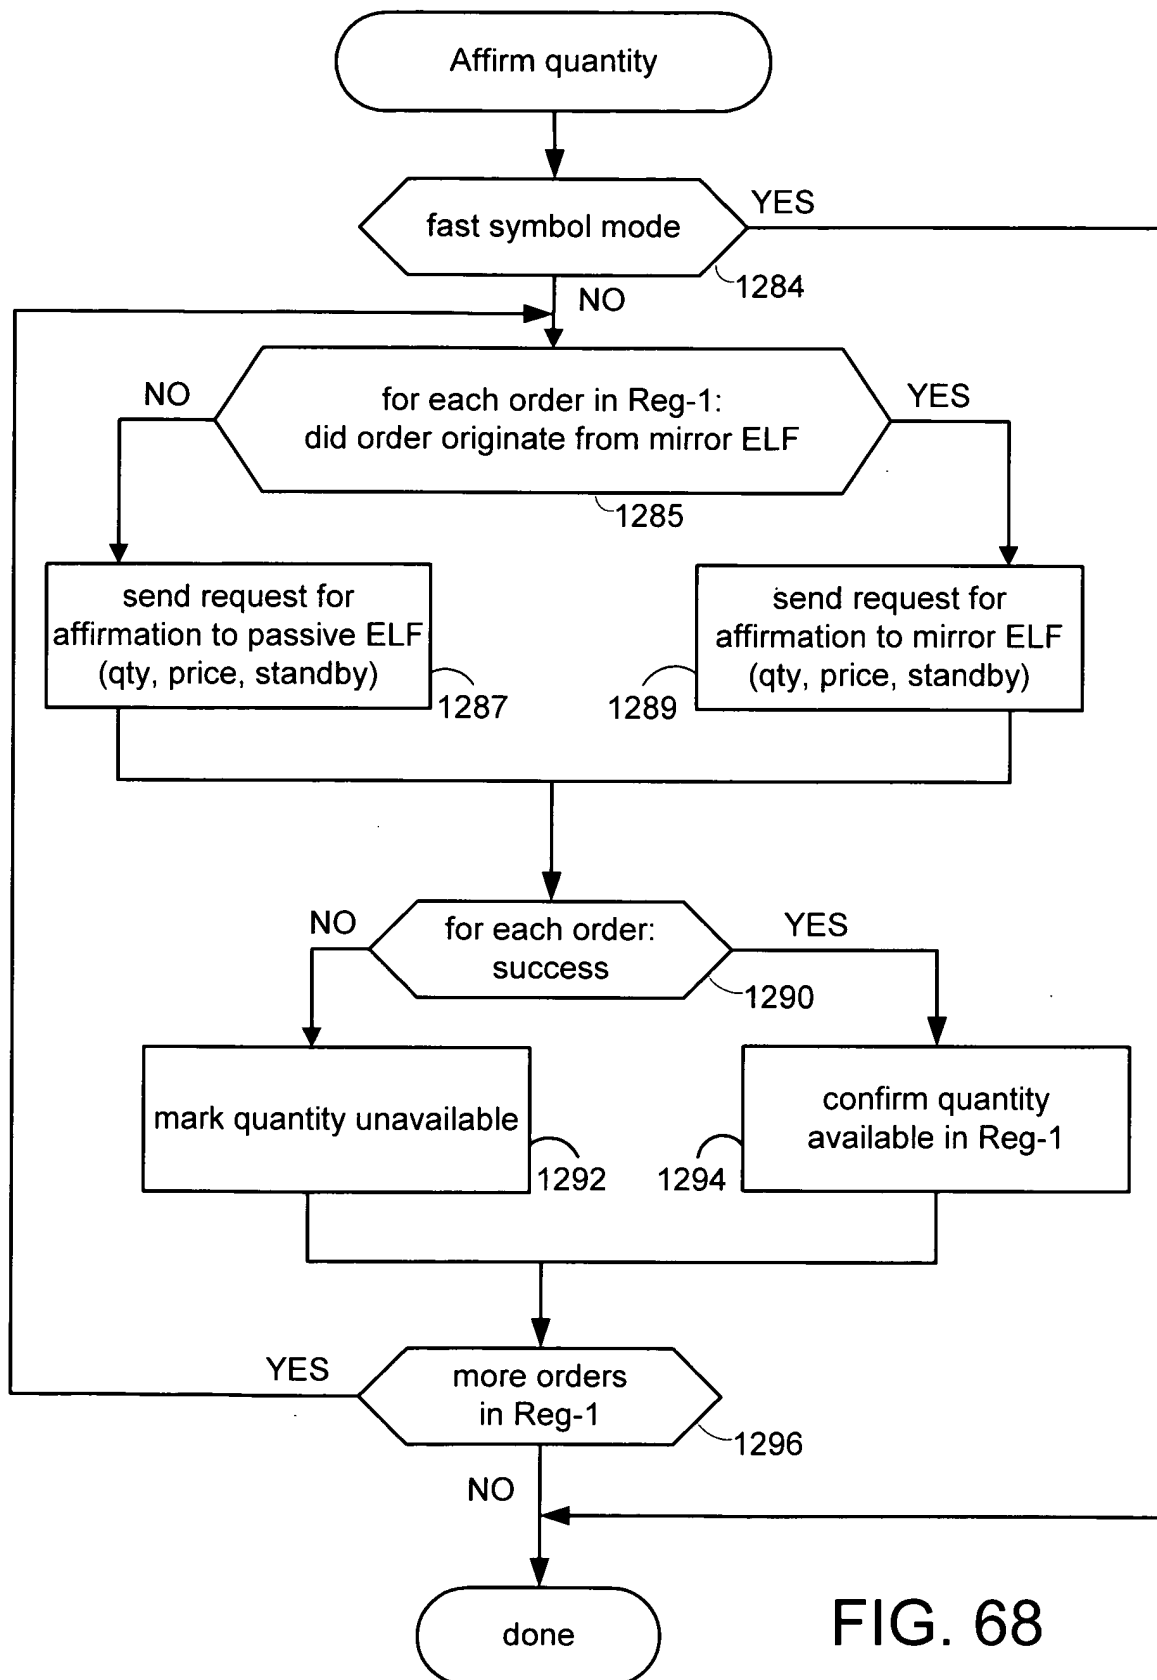 Affirm quantity
fast symbol mode
YES
1284
NO
NO
for each order in Reg-1:
did order originate from mirror ELF
YES
1285
send request for
affirmation to passive ELF
(qty, price, standby)
1287
send request for
affirmation to mirror ELF
(qty, price, standby)
1289
NO
for each order:
success
YES
1290
mark quantity unavailable
1292
confirm quantity
available in Reg-1
1294
YES
more orders
in Reg-1
1296
NO
done
FIG. 68